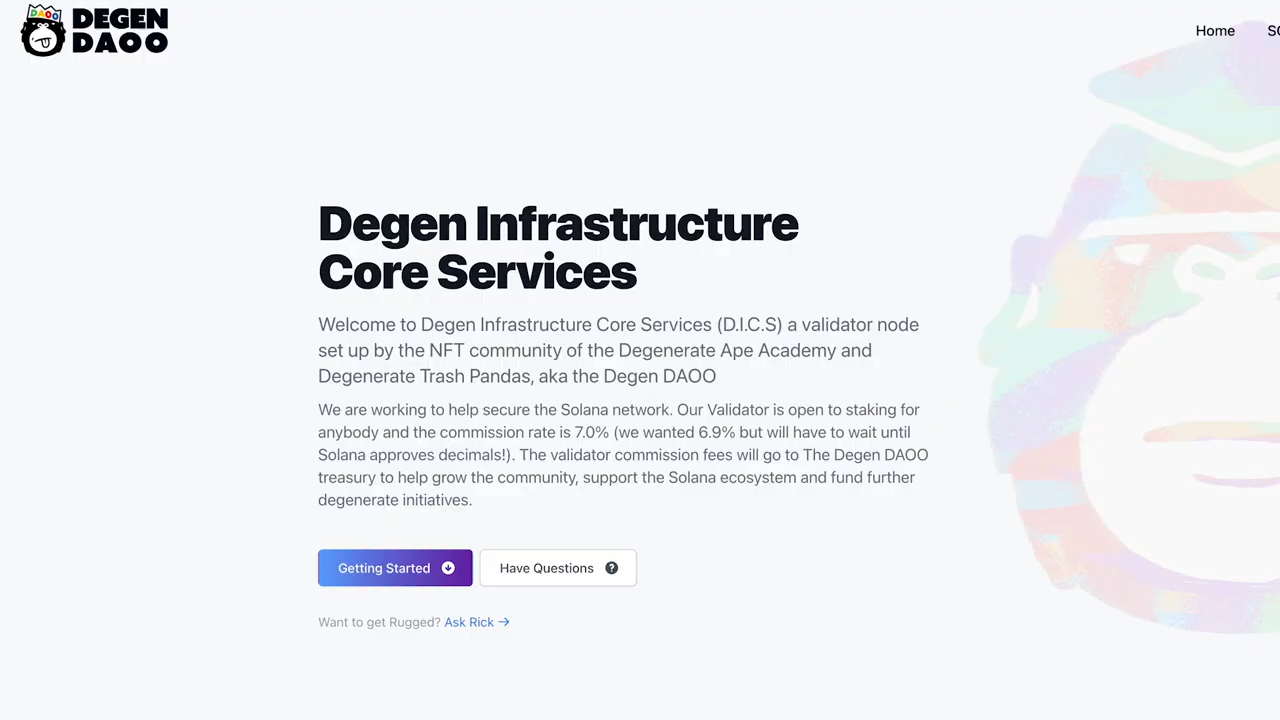 DAOO
DEGEN
DAOO
Home
Degen Infrastructure
Core Services
Welcome to Degen Infrastructure Core Services (D.I.C.S) a validator node
set up by the NFT community of the Degenerate Ape Academy and
Degenerate Trash Pandas, aka the Degen DAOO
We are working to help secure the Solana network. Our Validator is open to staking for
anybody and the commission rate is 7.0% (we wanted 6.9% but will have to wait until
Solana approves decimals!). The validator commission fees will go to The Degen DAOO
treasury to help grow the community, support the Solana ecosystem and fund further
degenerate initiatives.
Getting Started
Have Questions ?
Want to get Rugged? Ask Rick →